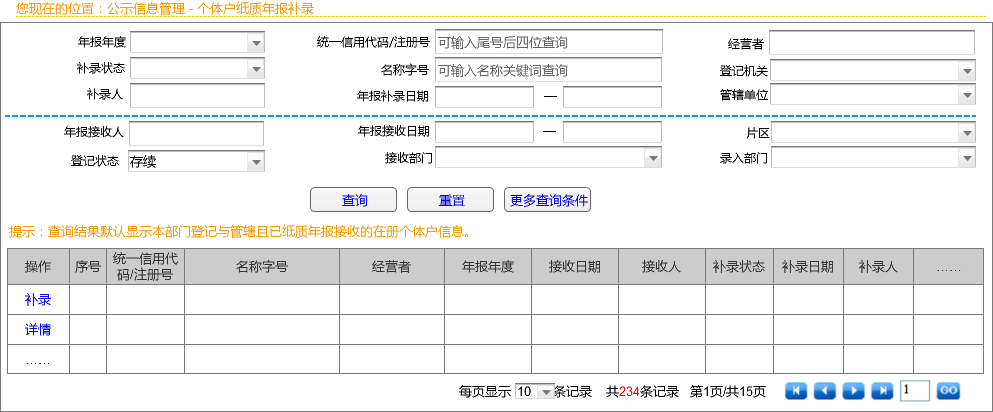 您现在的位置：公示信息管理 - 个体户纸质年报补录
年报年度 统一信用代码/注册号 可输入尾号后四位查询 经营者
补录状态 名称字号 可输入名称关键词查询 登记机关
补录人 年报补录日期 — 管辖单位
年报接收人 年报接收日期 — 片区
登记状态 存续 接收部门 录入部门
查询 重置 更多查询条件
提示：查询结果默认显示本部门登记与管辖且已纸质年报接收的在册个体户信息。
操作 序号 统一信用代码/注册号 名称字号 经营者 年报年度 接收日期 接收人 补录状态 补录日期 补录人 ……
补录
详情
……
每页显示 10 条记录 共234条记录 第1页/共15页 1 GO